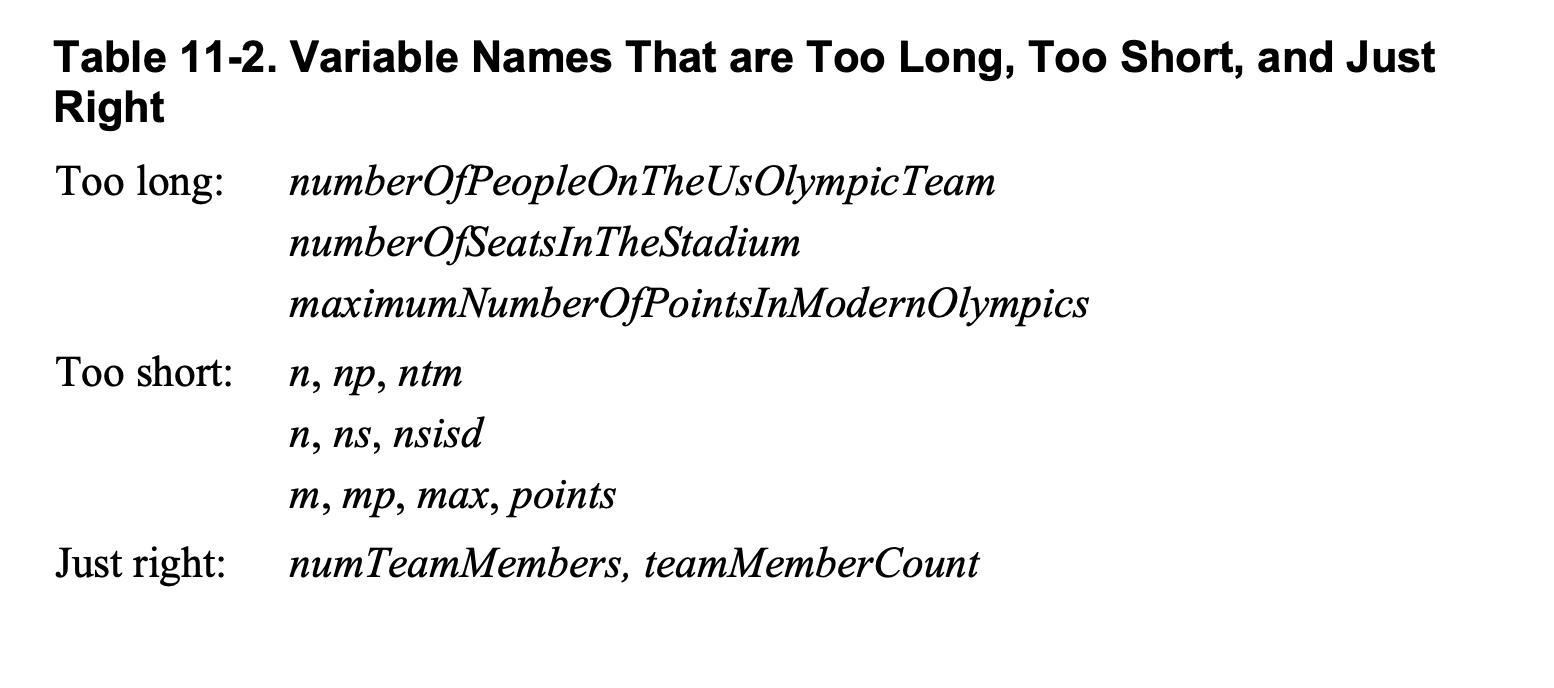 Table 11-2. Variable Names That are Too Long, Too Short, and Just
Right
Too long: numberOfPeopleOnTheUsOlympicTeam
numberOfSeatsInTheStadium
maximumNumberOfPointsInModernOlympics
Too short: n, np, ntm
n, ns, nsisd
m, mp, max, points
Just right: numTeamMembers, teamMemberCount